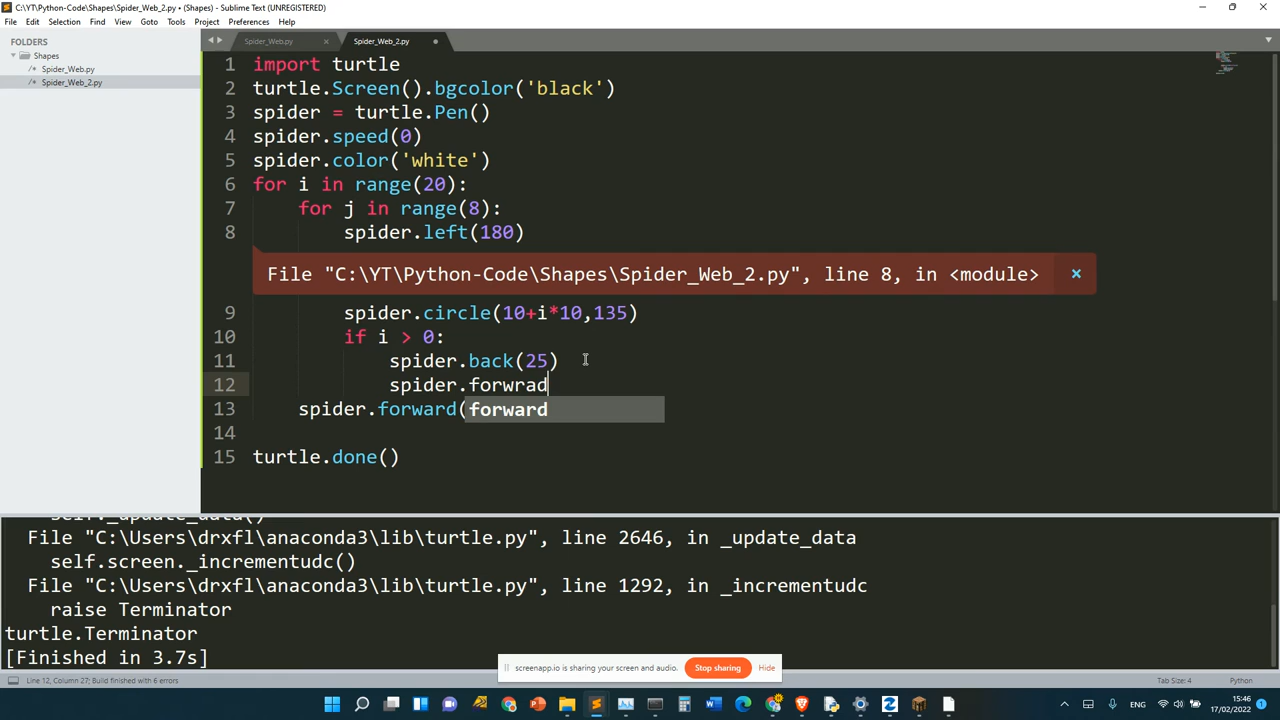 C:\YT\Python-Code\Shapes\Spider_Web_2.py • (Shapes) - Sublime Text (UNREGISTERED)
File Edit Selection Find View Goto Tools Project Preferences Help
FOLDERS
Shapes
/* Spider_Web.py
/* Spider_Web_2.py
Spider_Web.py × Spider_Web_2.py
1 import turtle
2 turtle.Screen().bgcolor('black')
3 spider = turtle.Pen()
4 spider.speed(0)
5 spider.color('white')
6 for i in range(20):
7 for j in range(8):
8 spider.left(180)
File "C:\YT\Python-Code\Shapes\Spider_Web_2.py", line 8, in <module> ×
9 spider.circle(10+i*10,135)
10 if i > 0:
11 spider.back(25)
12 spider.forwrad
13 spider.forward(
forward
14
15 turtle.done()
self._update_data()
File "C:\Users\drxfl\anaconda3\lib\turtle.py", line 2646, in _update_data
self.screen._incrementudc()
File "C:\Users\drxfl\anaconda3\lib\turtle.py", line 1292, in _incrementudc
raise Terminator
turtle.Terminator
[Finished in 3.7s]
screenapp.io is sharing your screen and audio. Stop sharing Hide
Line 12, Column 27; Build finished with 6 errors Tab Size: 4 Python
ENG 15:46
17/02/2022